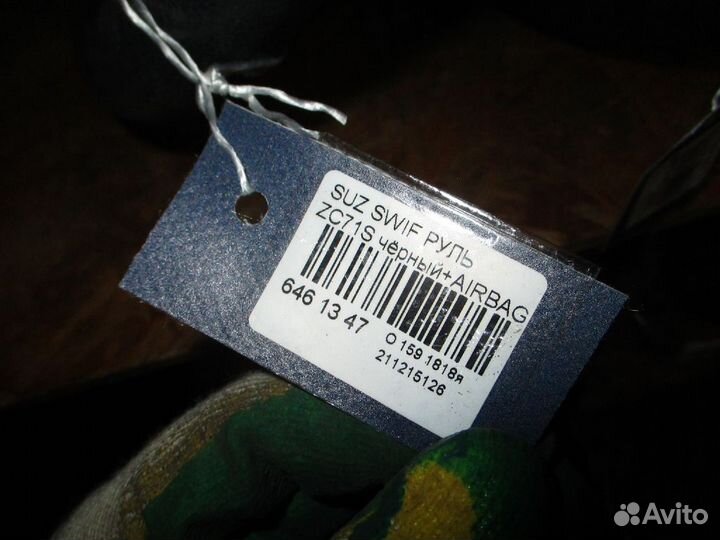 SUZ SWIF РУЛЬ
ZC71S чёрный+AIRBAG
646 13 47
O 159 1818я
211215126
Avito